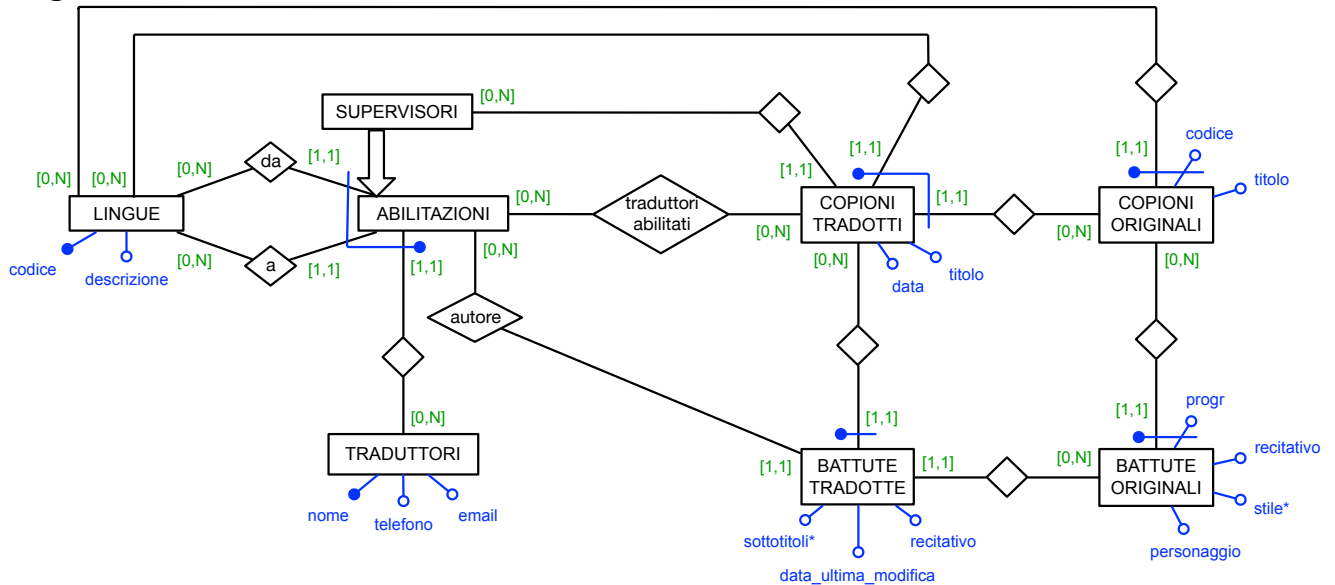 SUPERVISORI
[0,N]
[0,N]
[0,N]
[0,N]
da
[1,1]
LINGUE
codice
descrizione
[0,N]
a
[1,1]
ABILITAZIONI
[1,1]
[0,N]
[0,N]
traduttori
abilitati
[0,N]
[1,1]
[1,1]
COPIONI
TRADOTTI
[1,1]
[0,N]
data
titolo
[1,1]
codice
titolo
COPIONI
ORIGINALI
[0,N]
[0,N]
autore
[0,N]
TRADUTTORI
nome
telefono
email
[1,1]
[1,1]
BATTUTE
TRADOTTE
[1,1]
sottotitoli*
data_ultima_modifica
recitativo
[0,N]
[1,1]
progr
BATTUTE
ORIGINALI
recitativo
stile*
personaggio